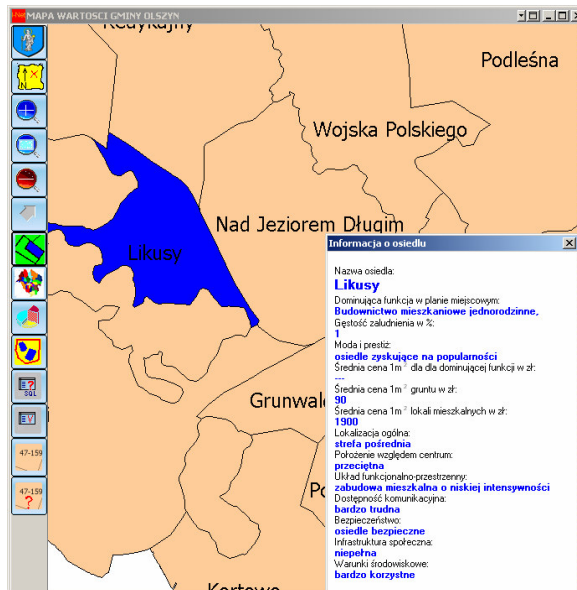 MAPA WARTOSCI GMINY OLSZYN
Redykajny
Podleśna
Wojska Polskiego
Nad Jeziorem Długim
Likusy
Grunwal
Po
Kortowo
N
SQL
47-159
47-159
?
Informacja o osiedlu
Nazwa osiedla:
Likusy
Dominująca funkcja w planie miejscowym:
Budownictwo mieszkaniowe jednorodzinne,
Gęstość zaludnienia w %:
1
Moda i prestiż:
osiedle zyskujące na popularności
Średnia cena 1m² dla dla dominującej funkcji w zł:
---
Średnia cena 1m² gruntu w zł:
90
Średnia cena 1m² lokali mieszkalnych w zł:
1900
Lokalizacja ogólna:
strefa pośrednia
Położenie względem centrum:
przeciętna
Układ funkcjonalno-przestrzenny:
zabudowa mieszkalna o niskiej intensywności
Dostępność komunikacyjna:
bardzo trudna
Bezpieczeństwo:
osiedle bezpieczne
Infrastruktura społeczna:
niepełna
Warunki środowiskowe:
bardzo korzystne